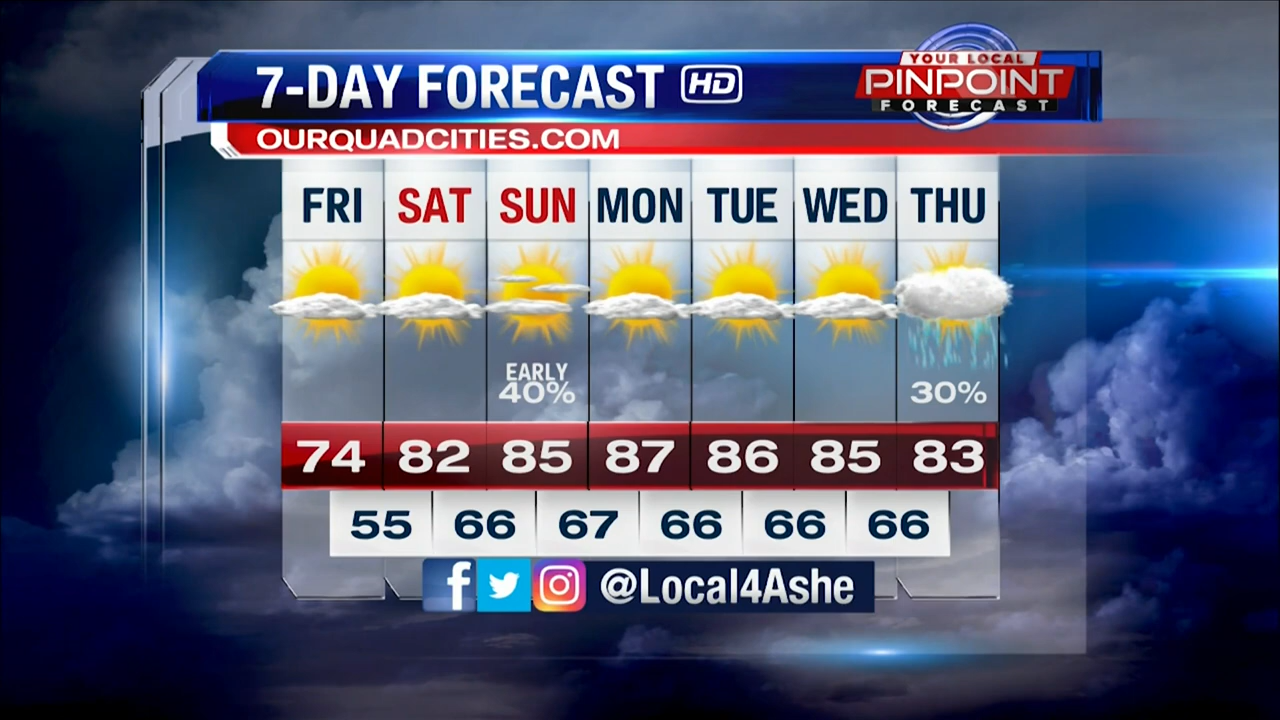 7-DAY FORECAST HD
YOUR LOCAL
PINPOINT
FORECAST
OURQUADCITIES.COM
FRI SAT SUN MON TUE WED THU
EARLY
40% 30%
74 82 85 87 86 85 83
55 66 67 66 66 66
f @Local4Ashe